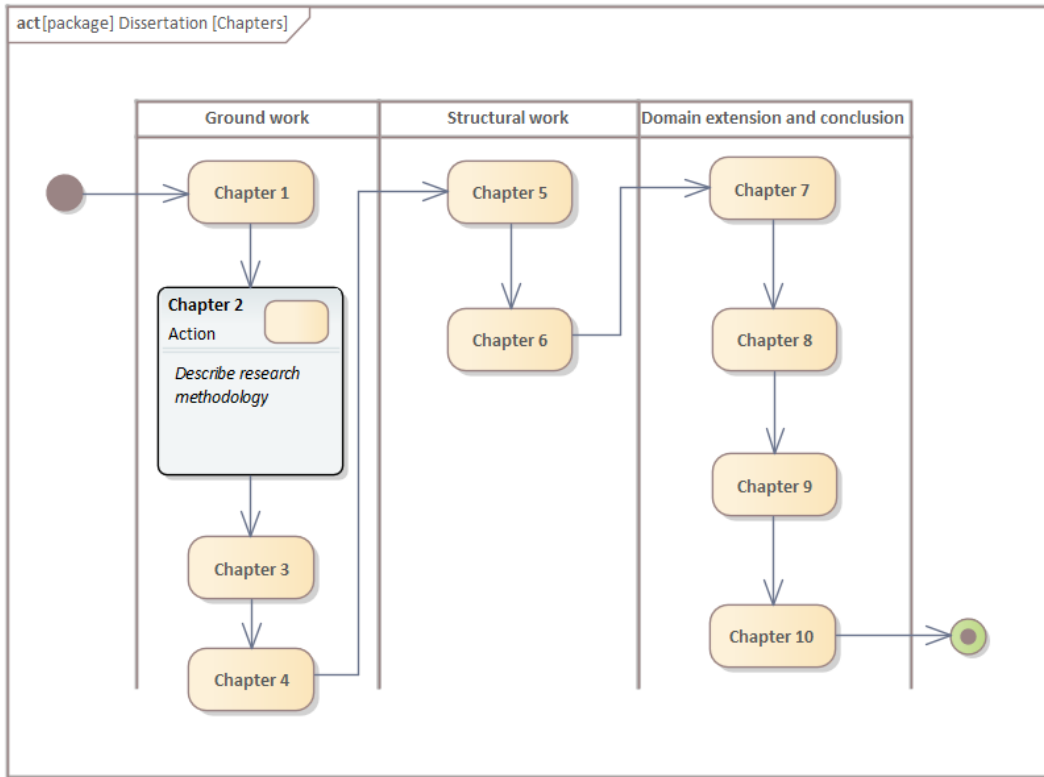 act [package] Dissertation [Chapters]
Ground work
Structural work
Domain extension and conclusion
Chapter 1
Chapter 2
Action
Describe research
methodology
Chapter 3
Chapter 4
Chapter 5
Chapter 6
Chapter 7
Chapter 8
Chapter 9
Chapter 10